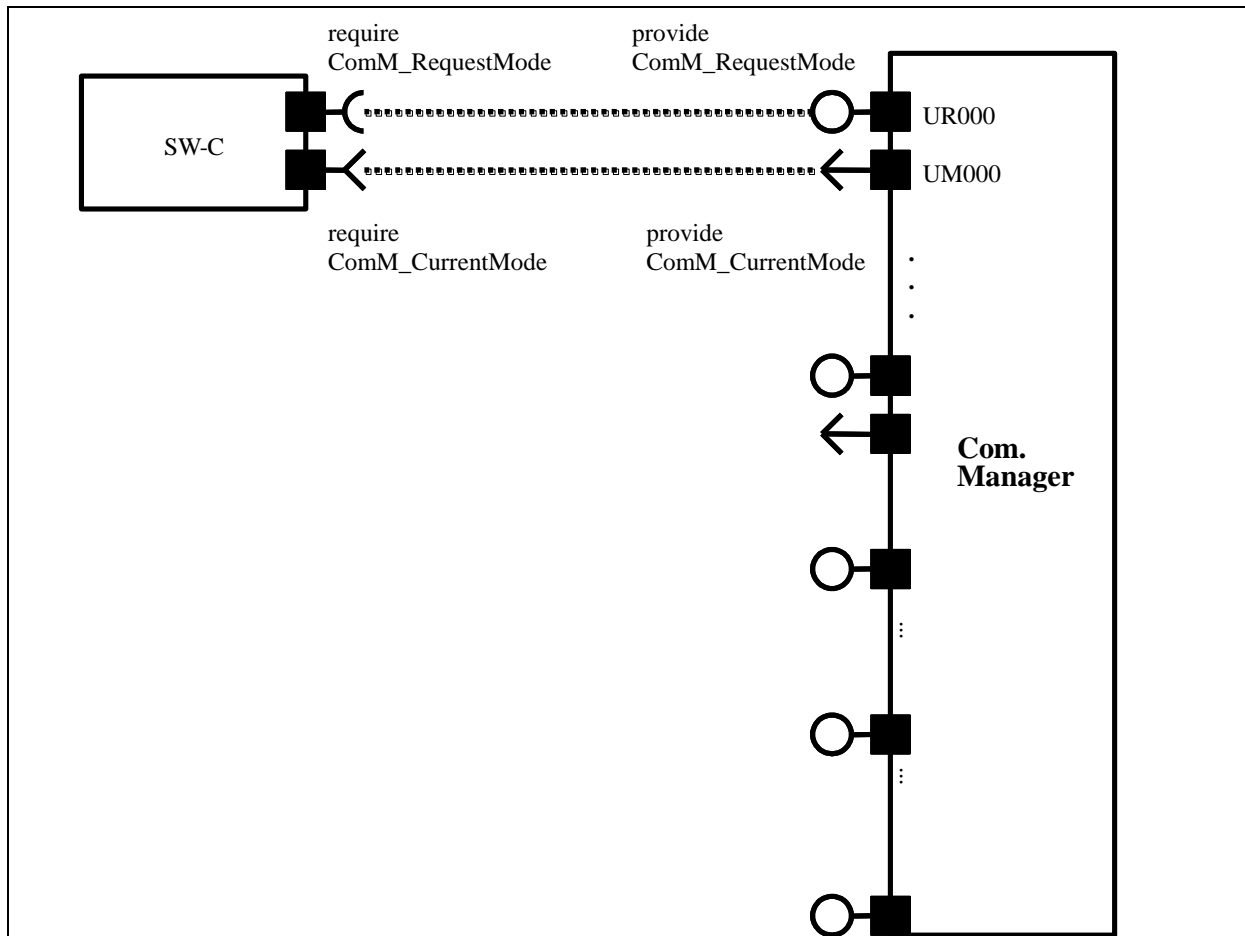 require
ComM_RequestMode
provide
ComM_RequestMode
SW-C
UR000
UM000
require
ComM_CurrentMode
provide
ComM_CurrentMode
. . .
Com.
Manager
...
...